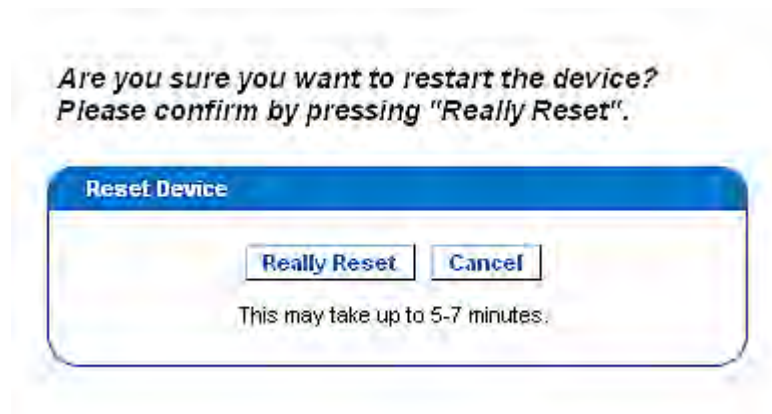 Are you sure you want to restart the device?
Please confirm by pressing "Really Reset".
Reset Device
Really Reset Cancel
This may take up to 5-7 minutes.